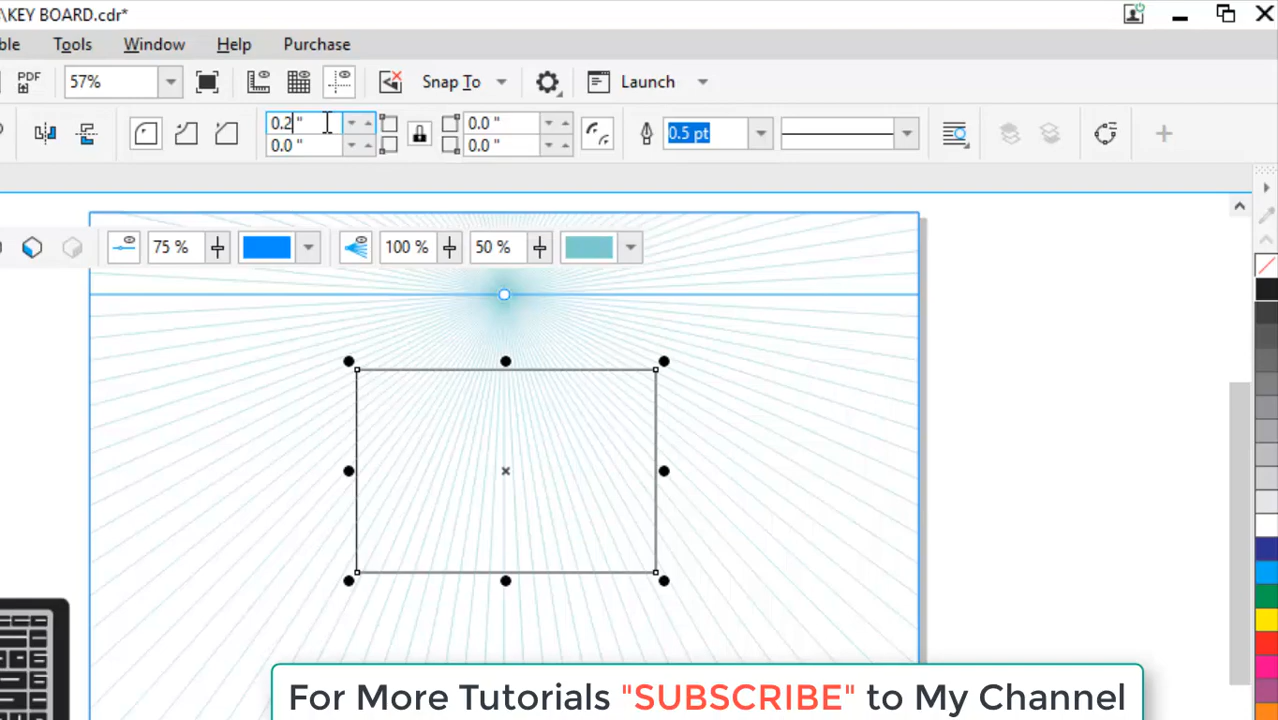 \KEY BOARD.cdr*
ble Tools Window Help Purchase
PDF 57% Snap To Launch
0.2 " 0.0 " 0.5 pt
0.0 " 0.0 "
75 % 100 % 50 %
For More Tutorials "SUBSCRIBE" to My Channel